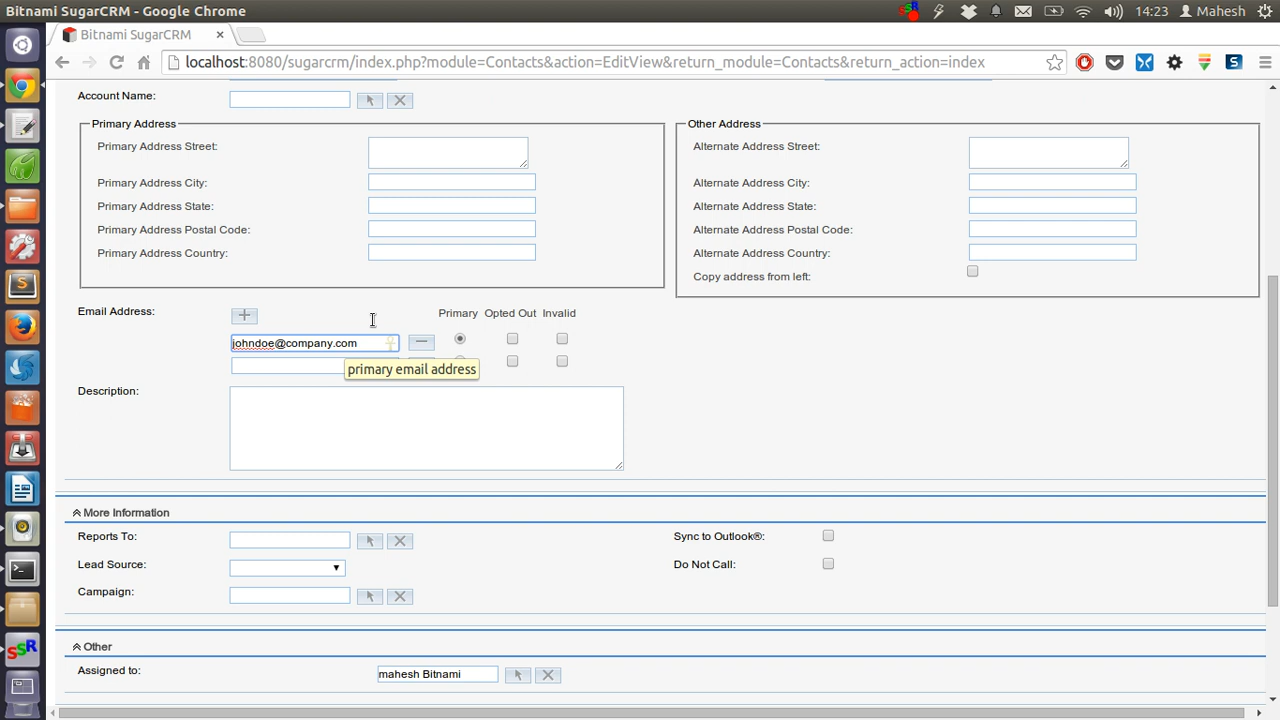 Bitnami SugarCRM - Google Chrome
14:23 Mahesh
Bitnami SugarCRM
localhost:8080/sugarcrm/index.php?module=Contacts&action=EditView&return_module=Contacts&return_action=index
Account Name:
Primary Address
Primary Address Street:
Primary Address City:
Primary Address State:
Primary Address Postal Code:
Primary Address Country:
Other Address
Alternate Address Street:
Alternate Address City:
Alternate Address State:
Alternate Address Postal Code:
Alternate Address Country:
Copy address from left:
Email Address:
Primary Opted Out Invalid
johndoe@company.com
primary email address
Description:
More Information
Reports To:
Sync to Outlook®:
Lead Source:
Do Not Call:
Campaign:
Other
Assigned to:
mahesh Bitnami